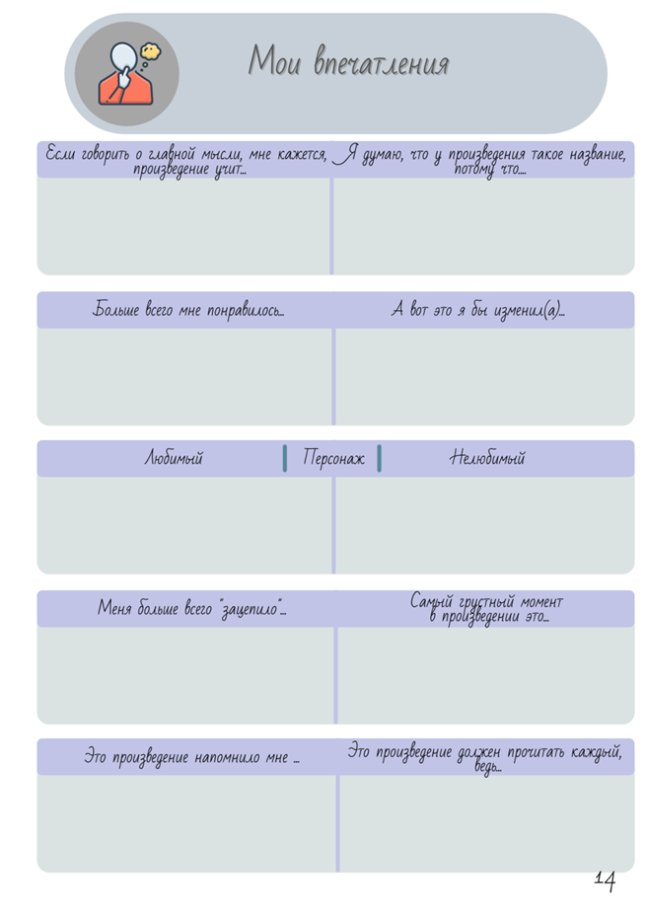 Мои впечатления
Если говорить о главной мысли, мне кажется,
произведение учит...
Я думаю, что у произведения такое название,
потому что...
Больше всего мне понравилось...
А вот это я бы изменил(а)...
Любимый
Персонаж
Нелюбимый
Меня больше всего "зацепило"...
Самый грустный момент
в произведении это...
Это произведение напомнило мне ...
Это произведение должен прочитать каждый,
ведь...
14